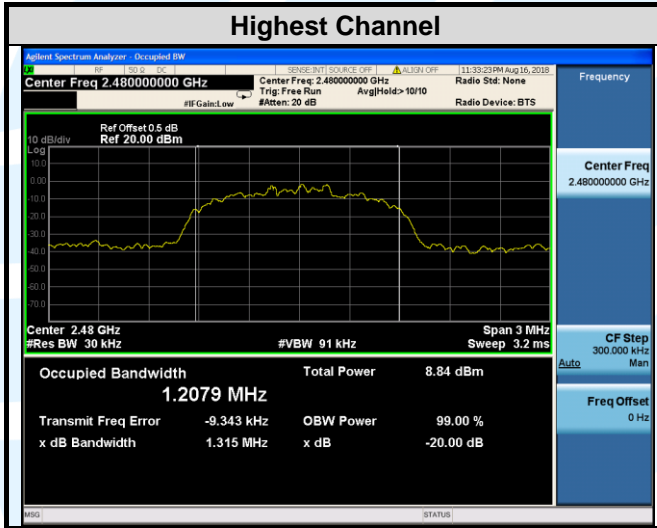 Highest Channel
Agilent Spectrum Analyzer - Occupied BW
RF 50 Ω DC SENSE:INT SOURCE OFF ALIGN OFF 11:33:23 PM Aug 16, 2018
Center Freq 2.480000000 GHz
Center Freq: 2.480000000 GHz
Radio Std: None
Trig: Free Run Avg|Hold:> 10/10
#IFGain:Low #Atten: 20 dB Radio Device: BTS
Ref Offset 0.5 dB
10 dB/div Ref 20.00 dBm
Log
10.0
0.00
-10.0
-20.0
-30.0
-40.0
-50.0
-60.0
-70.0
Center 2.48 GHz Span 3 MHz
#Res BW 30 kHz #VBW 91 kHz Sweep 3.2 ms
Occupied Bandwidth Total Power 8.84 dBm
1.2079 MHz
Transmit Freq Error -9.343 kHz OBW Power 99.00 %
x dB Bandwidth 1.315 MHz x dB -20.00 dB
MSG STATUS
Frequency
Center Freq
2.480000000 GHz
CF Step
300.000 kHz
Auto Man
Freq Offset
0 Hz